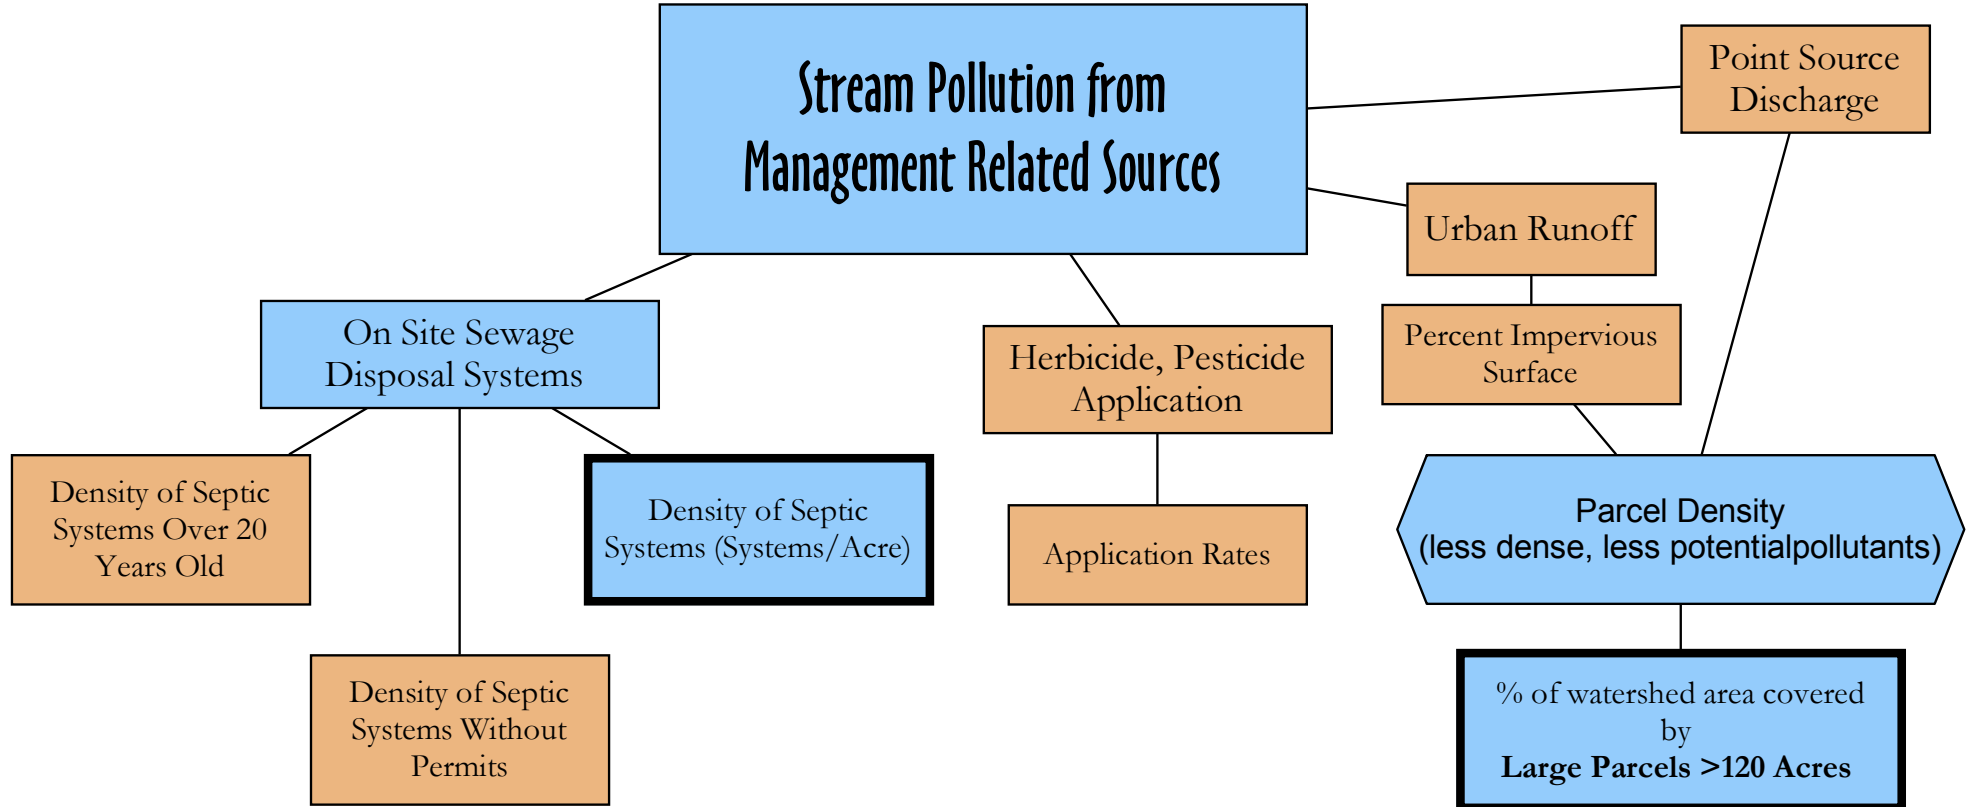 Stream Pollution from
Management Related Sources
Point Source
Discharge
Urban Runoff
On Site Sewage
Disposal Systems
Herbicide, Pesticide
Application
Percent Impervious
Surface
Density of Septic
Systems Over 20
Years Old
Density of Septic
Systems (Systems/Acre)
Application Rates
Parcel Density
(less dense, less potentialpollutants)
Density of Septic
Systems Without
Permits
% of watershed area covered
by
Large Parcels >120 Acres